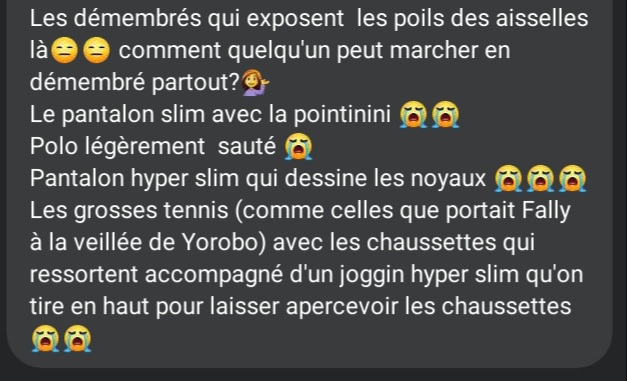 Les démembrés qui exposent  les poils des aisselles
là😑😑 comment quelqu'un peut marcher en
démembré partout?💁‍♀️
Le pantalon slim avec la pointinini 😭😭
Polo légèrement  sauté 😭
Pantalon hyper slim qui dessine les noyaux 😭😭😭
Les grosses tennis (comme celles que portait Fally
à la veillée de Yorobo) avec les chaussettes qui
ressortent accompagné d'un joggin hyper slim qu'on
tire en haut pour laisser apercevoir les chaussettes
😭😭